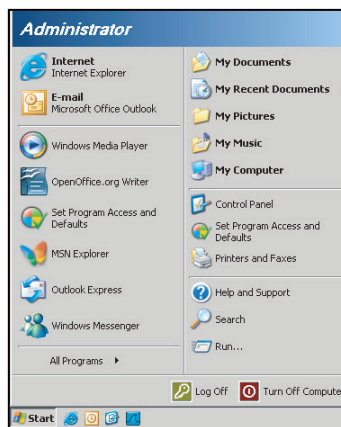 Administrator
Internet
Internet Explorer
E-mail
Microsoft Office Outlook
Windows Media Player
OpenOffice.org Writer
Set Program Access and
Defaults
MSN Explorer
Outlook Express
Windows Messenger
All Programs
My Documents
My Recent Documents
My Pictures
My Music
My Computer
Control Panel
Set Program Access and
Defaults
Printers and Faxes
Help and Support
Search
Run...
Log Off
Turn Off Compute
Start